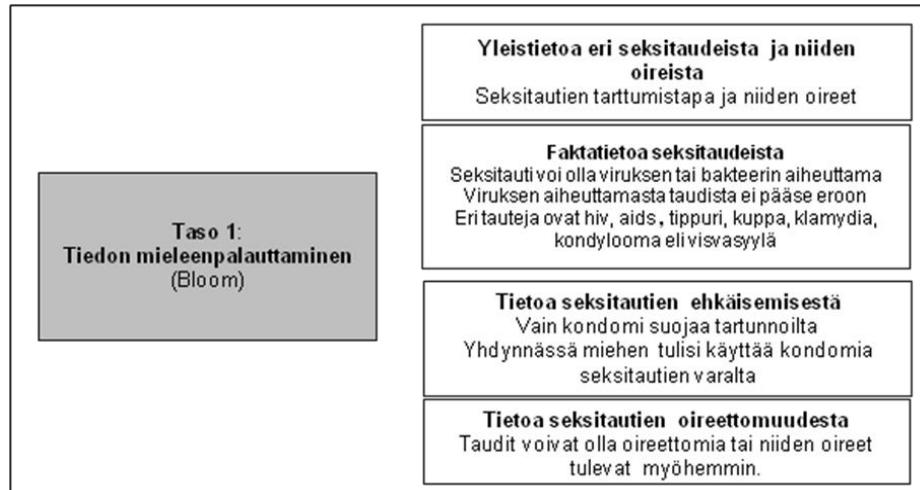 Taso 1:
Tiedon mieleenpalauttaminen
(Bloom)
Yleistietoa eri seksitaudeista ja niiden
oireista
Seksitautien tarttumistapa ja niiden oireet
Faktatietoa seksitaudeista
Seksitauti voi olla viruksen tai bakteerin aiheuttama
Viruksen aiheuttamasta taudista ei pääse eroon
Eri tauteja ovat hiv, aids, tippuri, kuppa, klamydia,
kondylooma eli visvasyylä
Tietoa seksitautien ehkäisemisestä
Vain kondomi suojaa tartunnoilta
Yhdynnässä miehen tulisi käyttää kondomia
seksitautien varalta
Tietoa seksitautien oireettomuudesta
Taudit voivat olla oireettomia tai niiden oireet
tulevat myöhemmin.